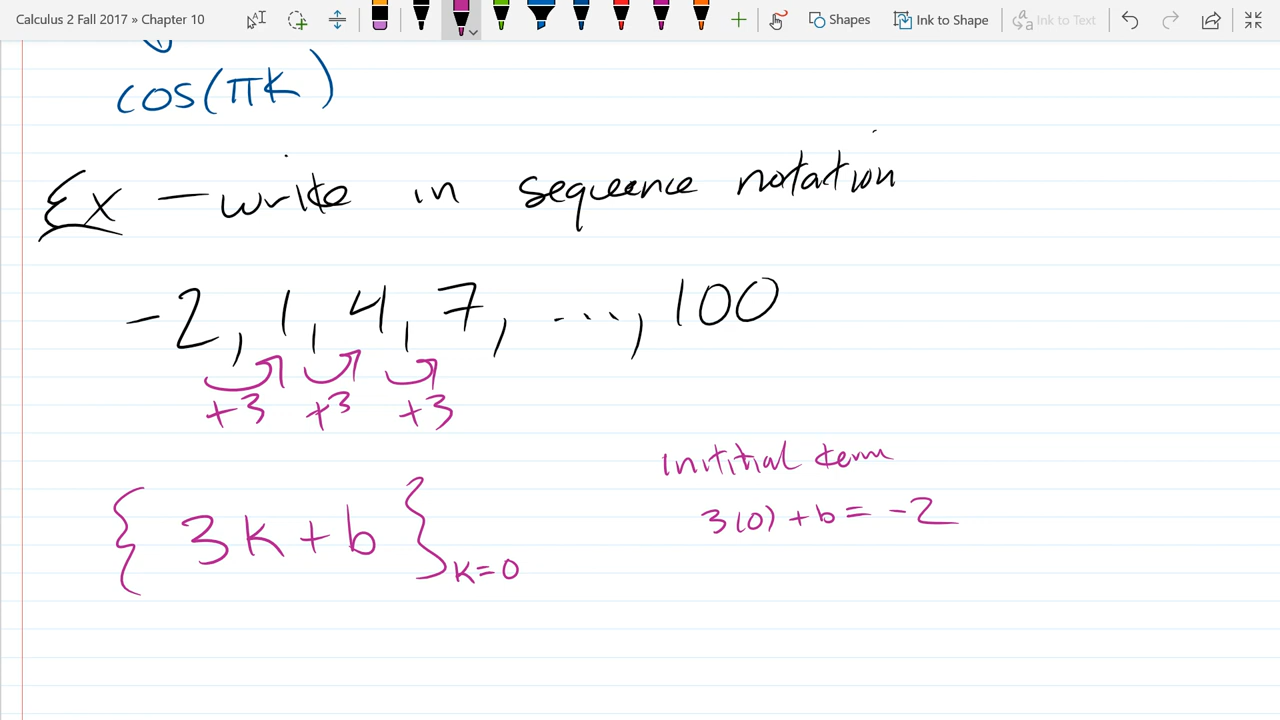 Calculus 2 Fall 2017 » Chapter 10
Shapes
Ink to Shape
Ink to Text
cos(πk)
Ex - write in sequence notation
-2, 1, 4, 7, ..., 100
+3 +3 +3
Initial term
3(0) + b = -2
{ 3k + b } k=0